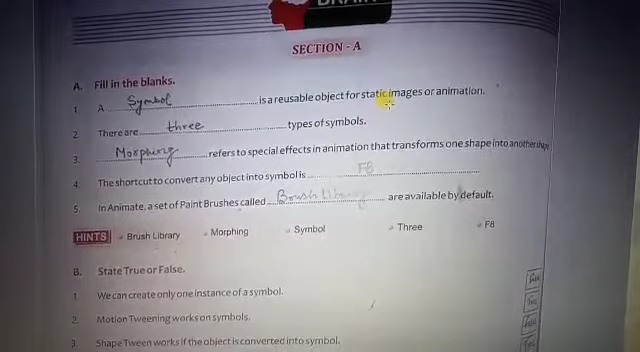 BRAIN
SECTION - A
A. Fill in the blanks.
1. A Symbol is a reusable object for static images or animation.
2. There are three types of symbols.
3. Morphing refers to special effects in animation that transforms one shape into another shape
4. The shortcut to convert any object into symbol is F8
5. In Animate, a set of Paint Brushes called Brush Library are available by default.
HINTS Brush Library Morphing Symbol Three F8
B. State True or False.
1. We can create only one instance of a symbol.
2. Motion Tweening works on symbols.
3. Shape Tween works if the object is converted into symbol.